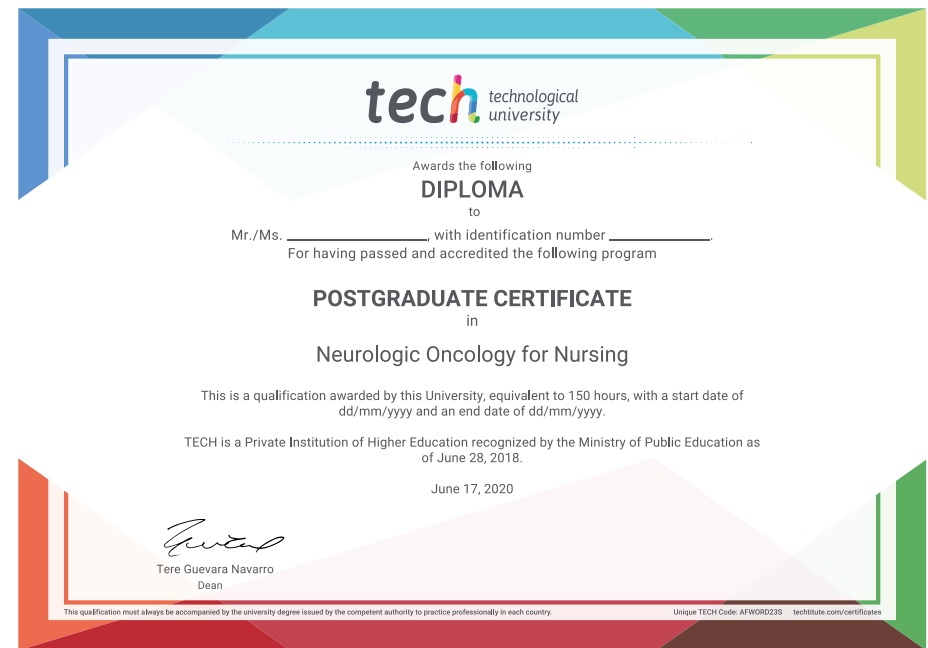 tech technological
university
Awards the following
DIPLOMA
to
Mr./Ms. ____________________, with identification number ______________.
For having passed and accredited the following program
POSTGRADUATE CERTIFICATE
in
Neurologic Oncology for Nursing
This is a qualification awarded by this University, equivalent to 150 hours, with a start date of
dd/mm/yyyy and an end date of dd/mm/yyyy.
TECH is a Private Institution of Higher Education recognized by the Ministry of Public Education as
of June 28, 2018.
June 17, 2020
Tere Guevara Navarro
Dean
This qualification must always be accompanied by the university degree issued by the competent authority to practice professionally in each country. Unique TECH Code: AFWORD23S techtitute.com/certificates